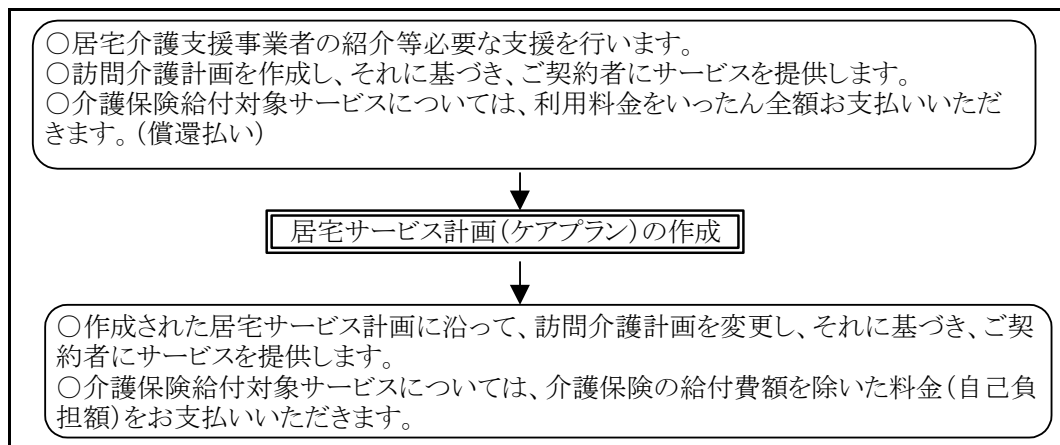 ○居宅介護支援事業者の紹介等必要な支援を行います。
○訪問介護計画を作成し、それに基づき、ご契約者にサービスを提供します。
○介護保険給付対象サービスについては、利用料金をいったん全額お支払いいただ
きます。(償還払い)
居宅サービス計画(ケアプラン)の作成
○作成された居宅サービス計画に沿って、訪問介護計画を変更し、それに基づき、ご契
約者にサービスを提供します。
○介護保険給付対象サービスについては、介護保険の給付費額を除いた料金(自己負
担額)をお支払いいただきます。